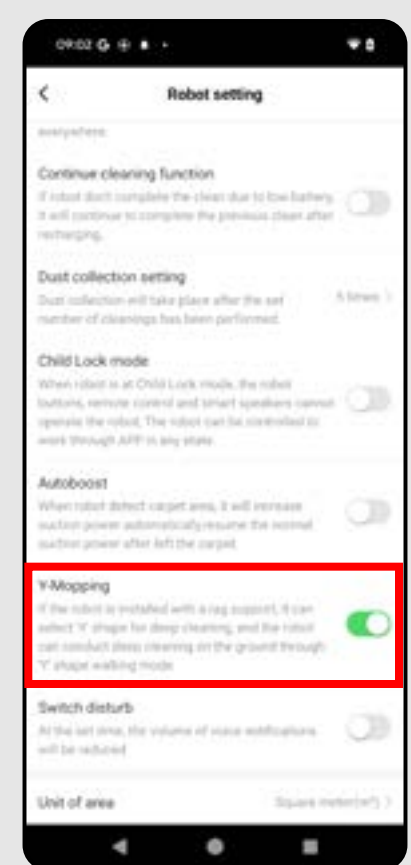 09:02 G
Robot setting
everywhere.
Continue cleaning function
If robot don't complete the clean due to low battery,
it will continue to complete the previous clean after
recharging.
Dust collection setting
Dust collection will take place after the set
number of cleanings has been performed.
5 times >
Child Lock mode
When robot is at Child Lock mode, the robot
buttons, remote control and smart speakers cannot
operate the robot. The robot can be controlled to
work through APP in any state.
Autoboost
When robot detect carpet area, it will increase
suction power automatically,resume the normal
suction power after left the carpet.
Y-Mopping
If the robot is installed with a rag support, it can
select 'Y' shape for deep cleaning, and the robot
can conduct deep cleaning on the ground through
'Y' shape walking mode
Switch disturb
At the set time, the volume of voice notifications
will be reduced
Unit of area
Square meter(m²) >